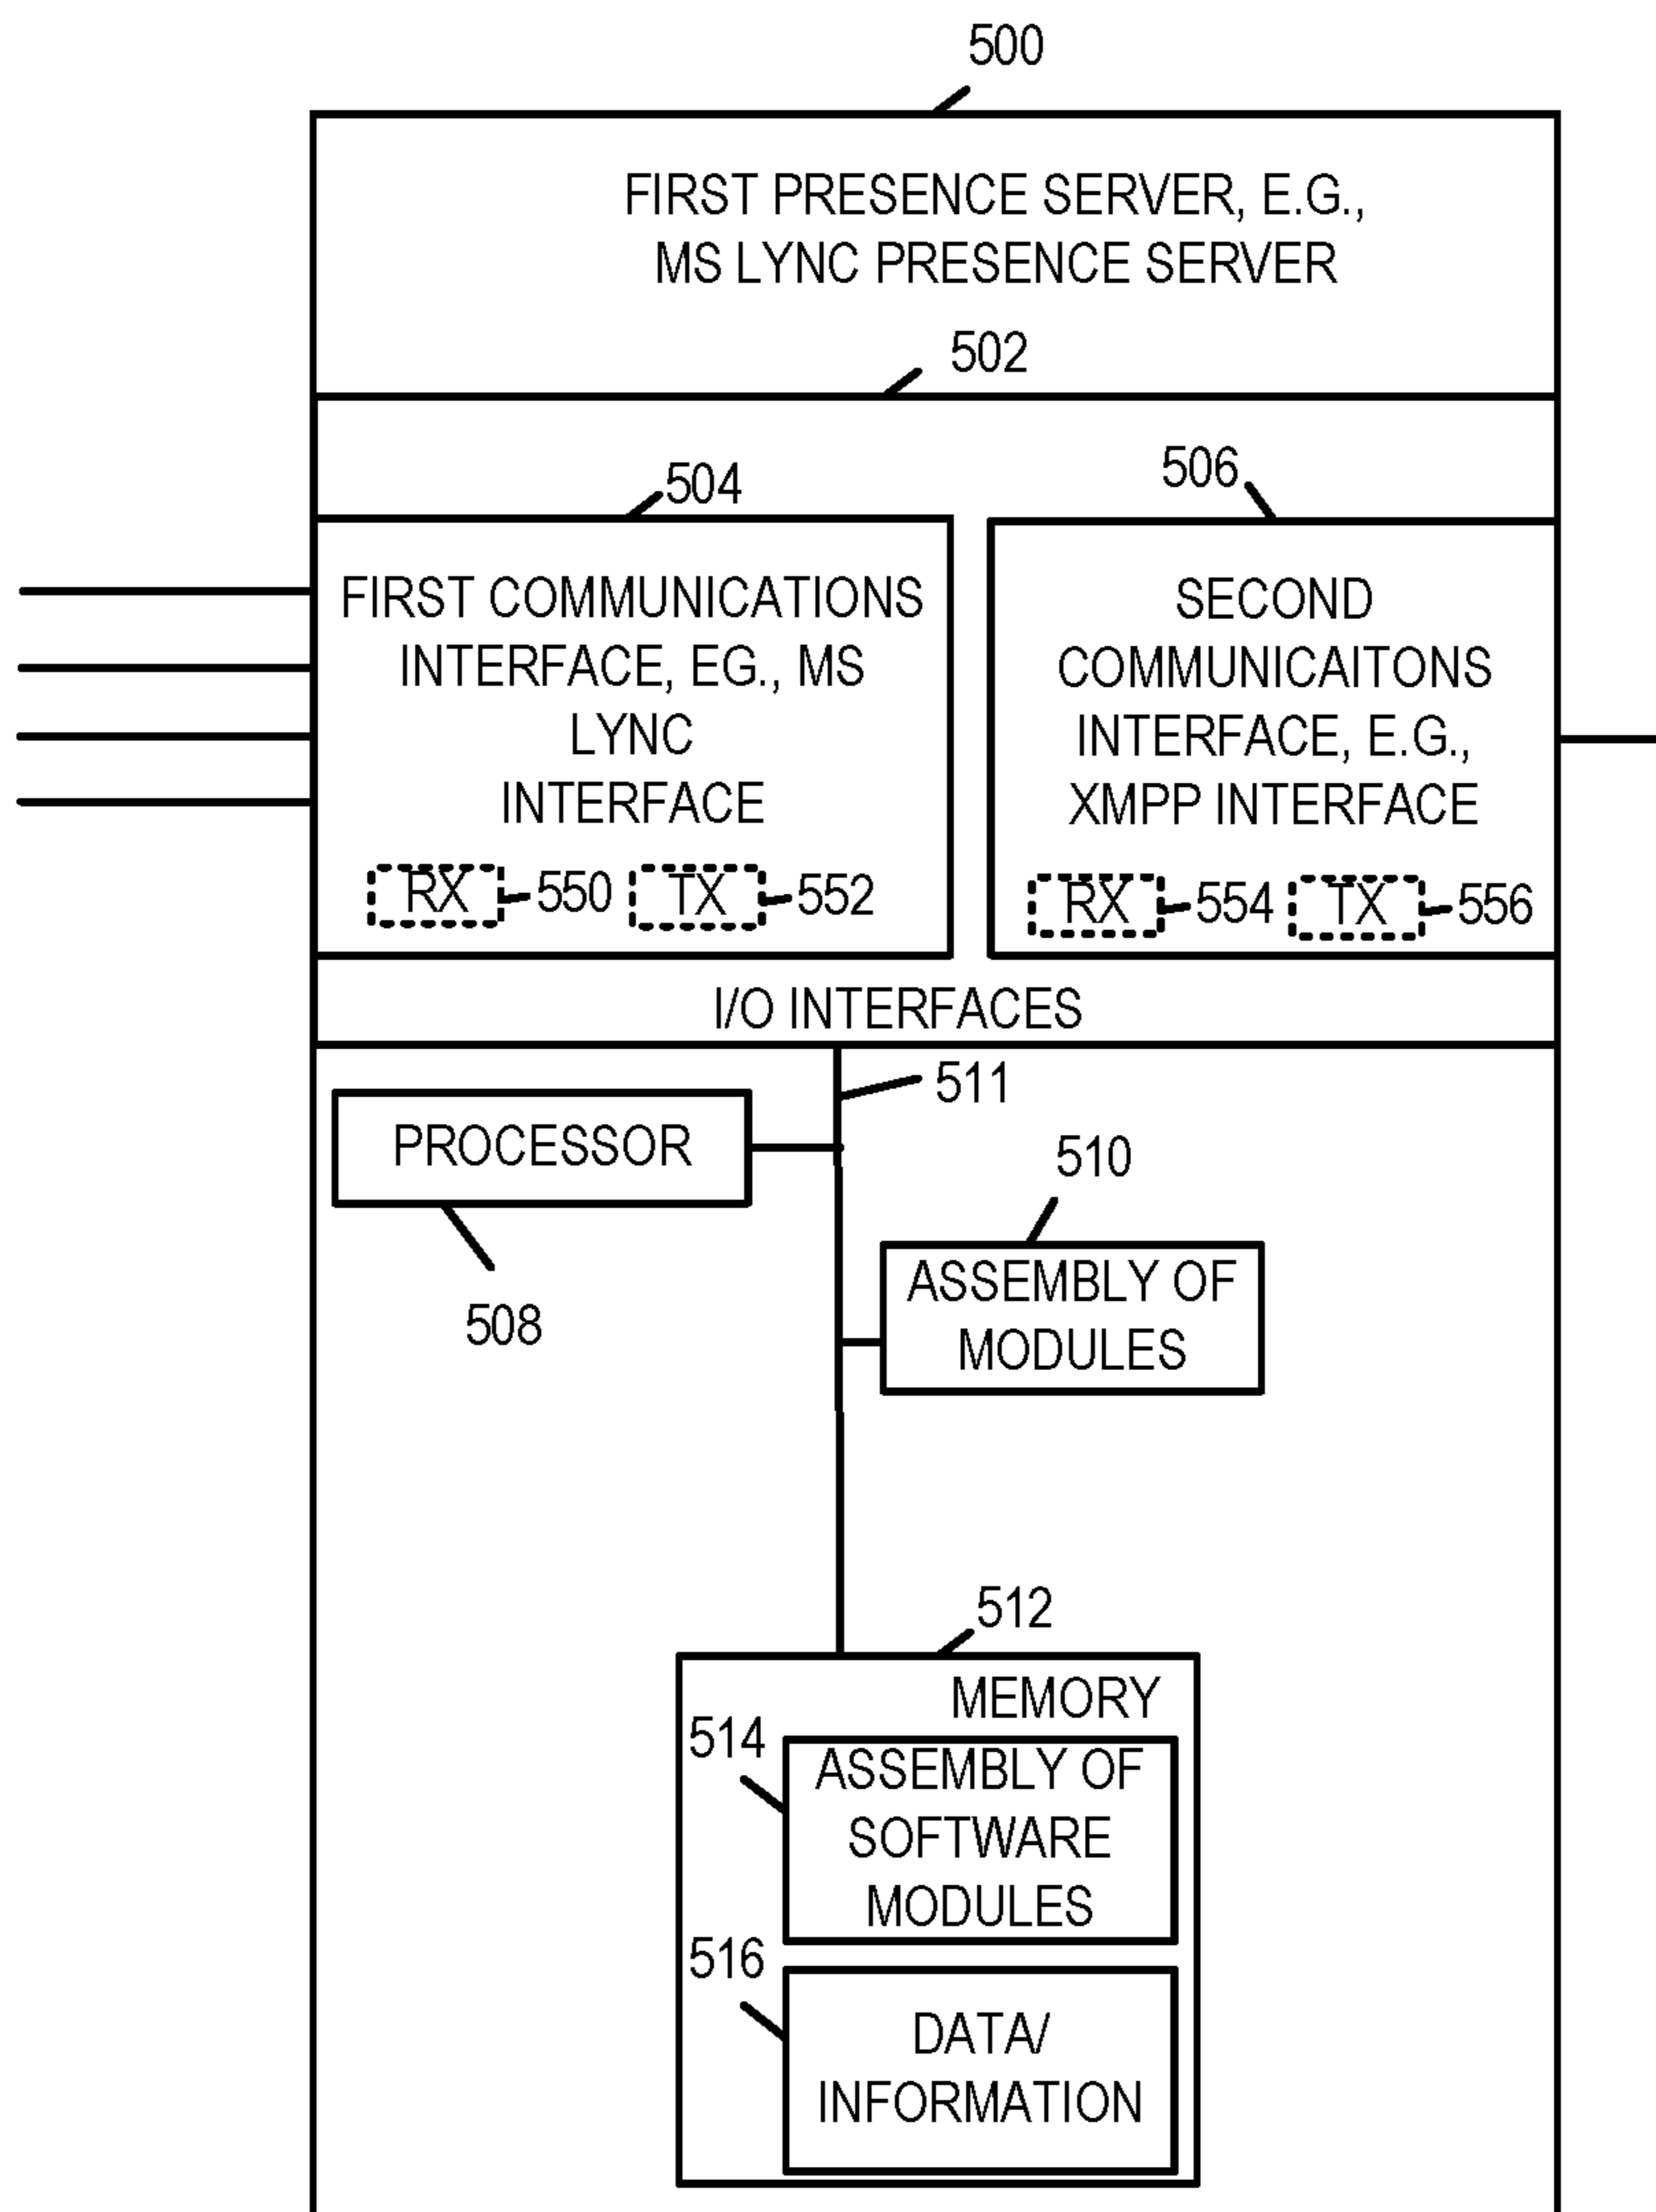 500
FIRST PRESENCE SERVER, E.G.,
MS LYNC PRESENCE SERVER
502
504
506
FIRST COMMUNICATIONS
INTERFACE, EG., MS
LYNC
INTERFACE
RX 550 TX 552
SECOND
COMMUNICAITONS
INTERFACE, E.G.,
XMPP INTERFACE
RX 554 TX 556
I/O INTERFACES
511
PROCESSOR
508
510
ASSEMBLY OF
MODULES
512
MEMORY
514
ASSEMBLY OF
SOFTWARE
MODULES
516
DATA/
INFORMATION